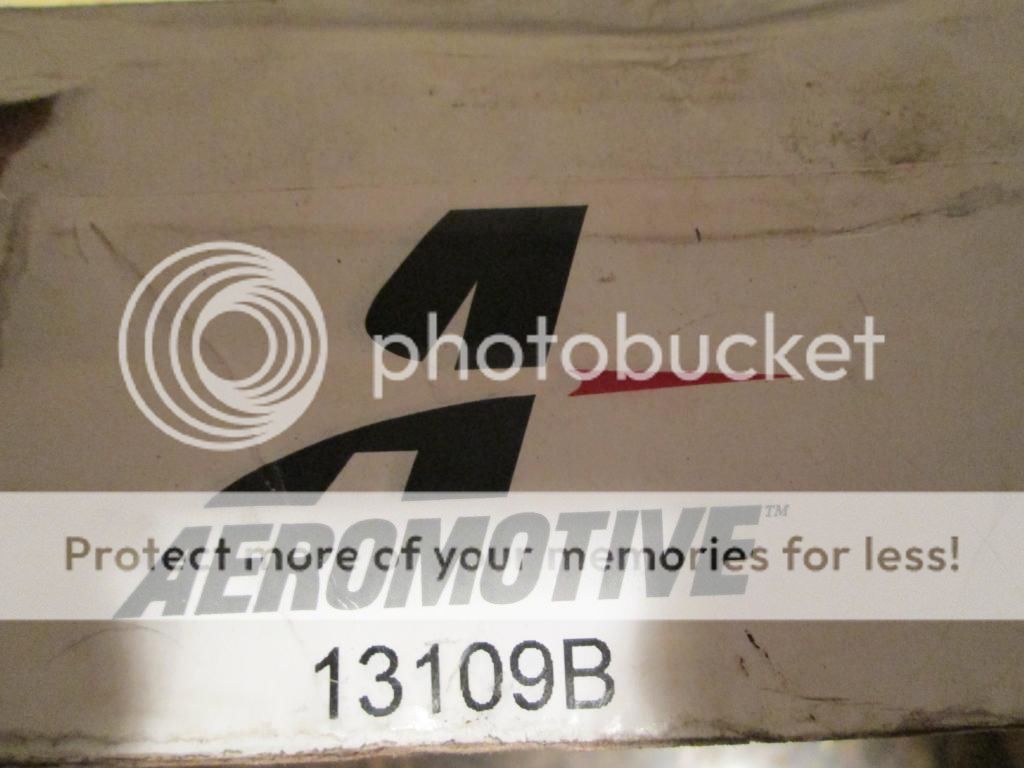 photobucket
Protect more of your memories for less!
AEROMOTIVE™
13109B